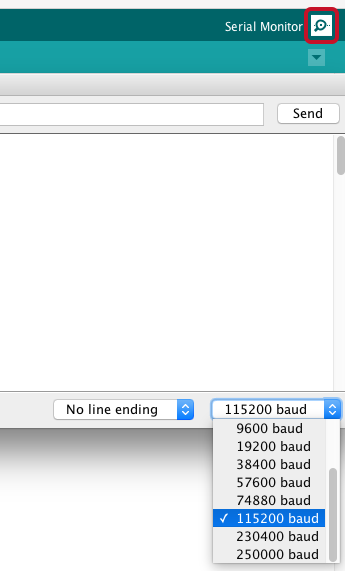 Serial Monitor
Send
No line ending
115200 baud
9600 baud
19200 baud
38400 baud
57600 baud
74880 baud
✓ 115200 baud
230400 baud
250000 baud